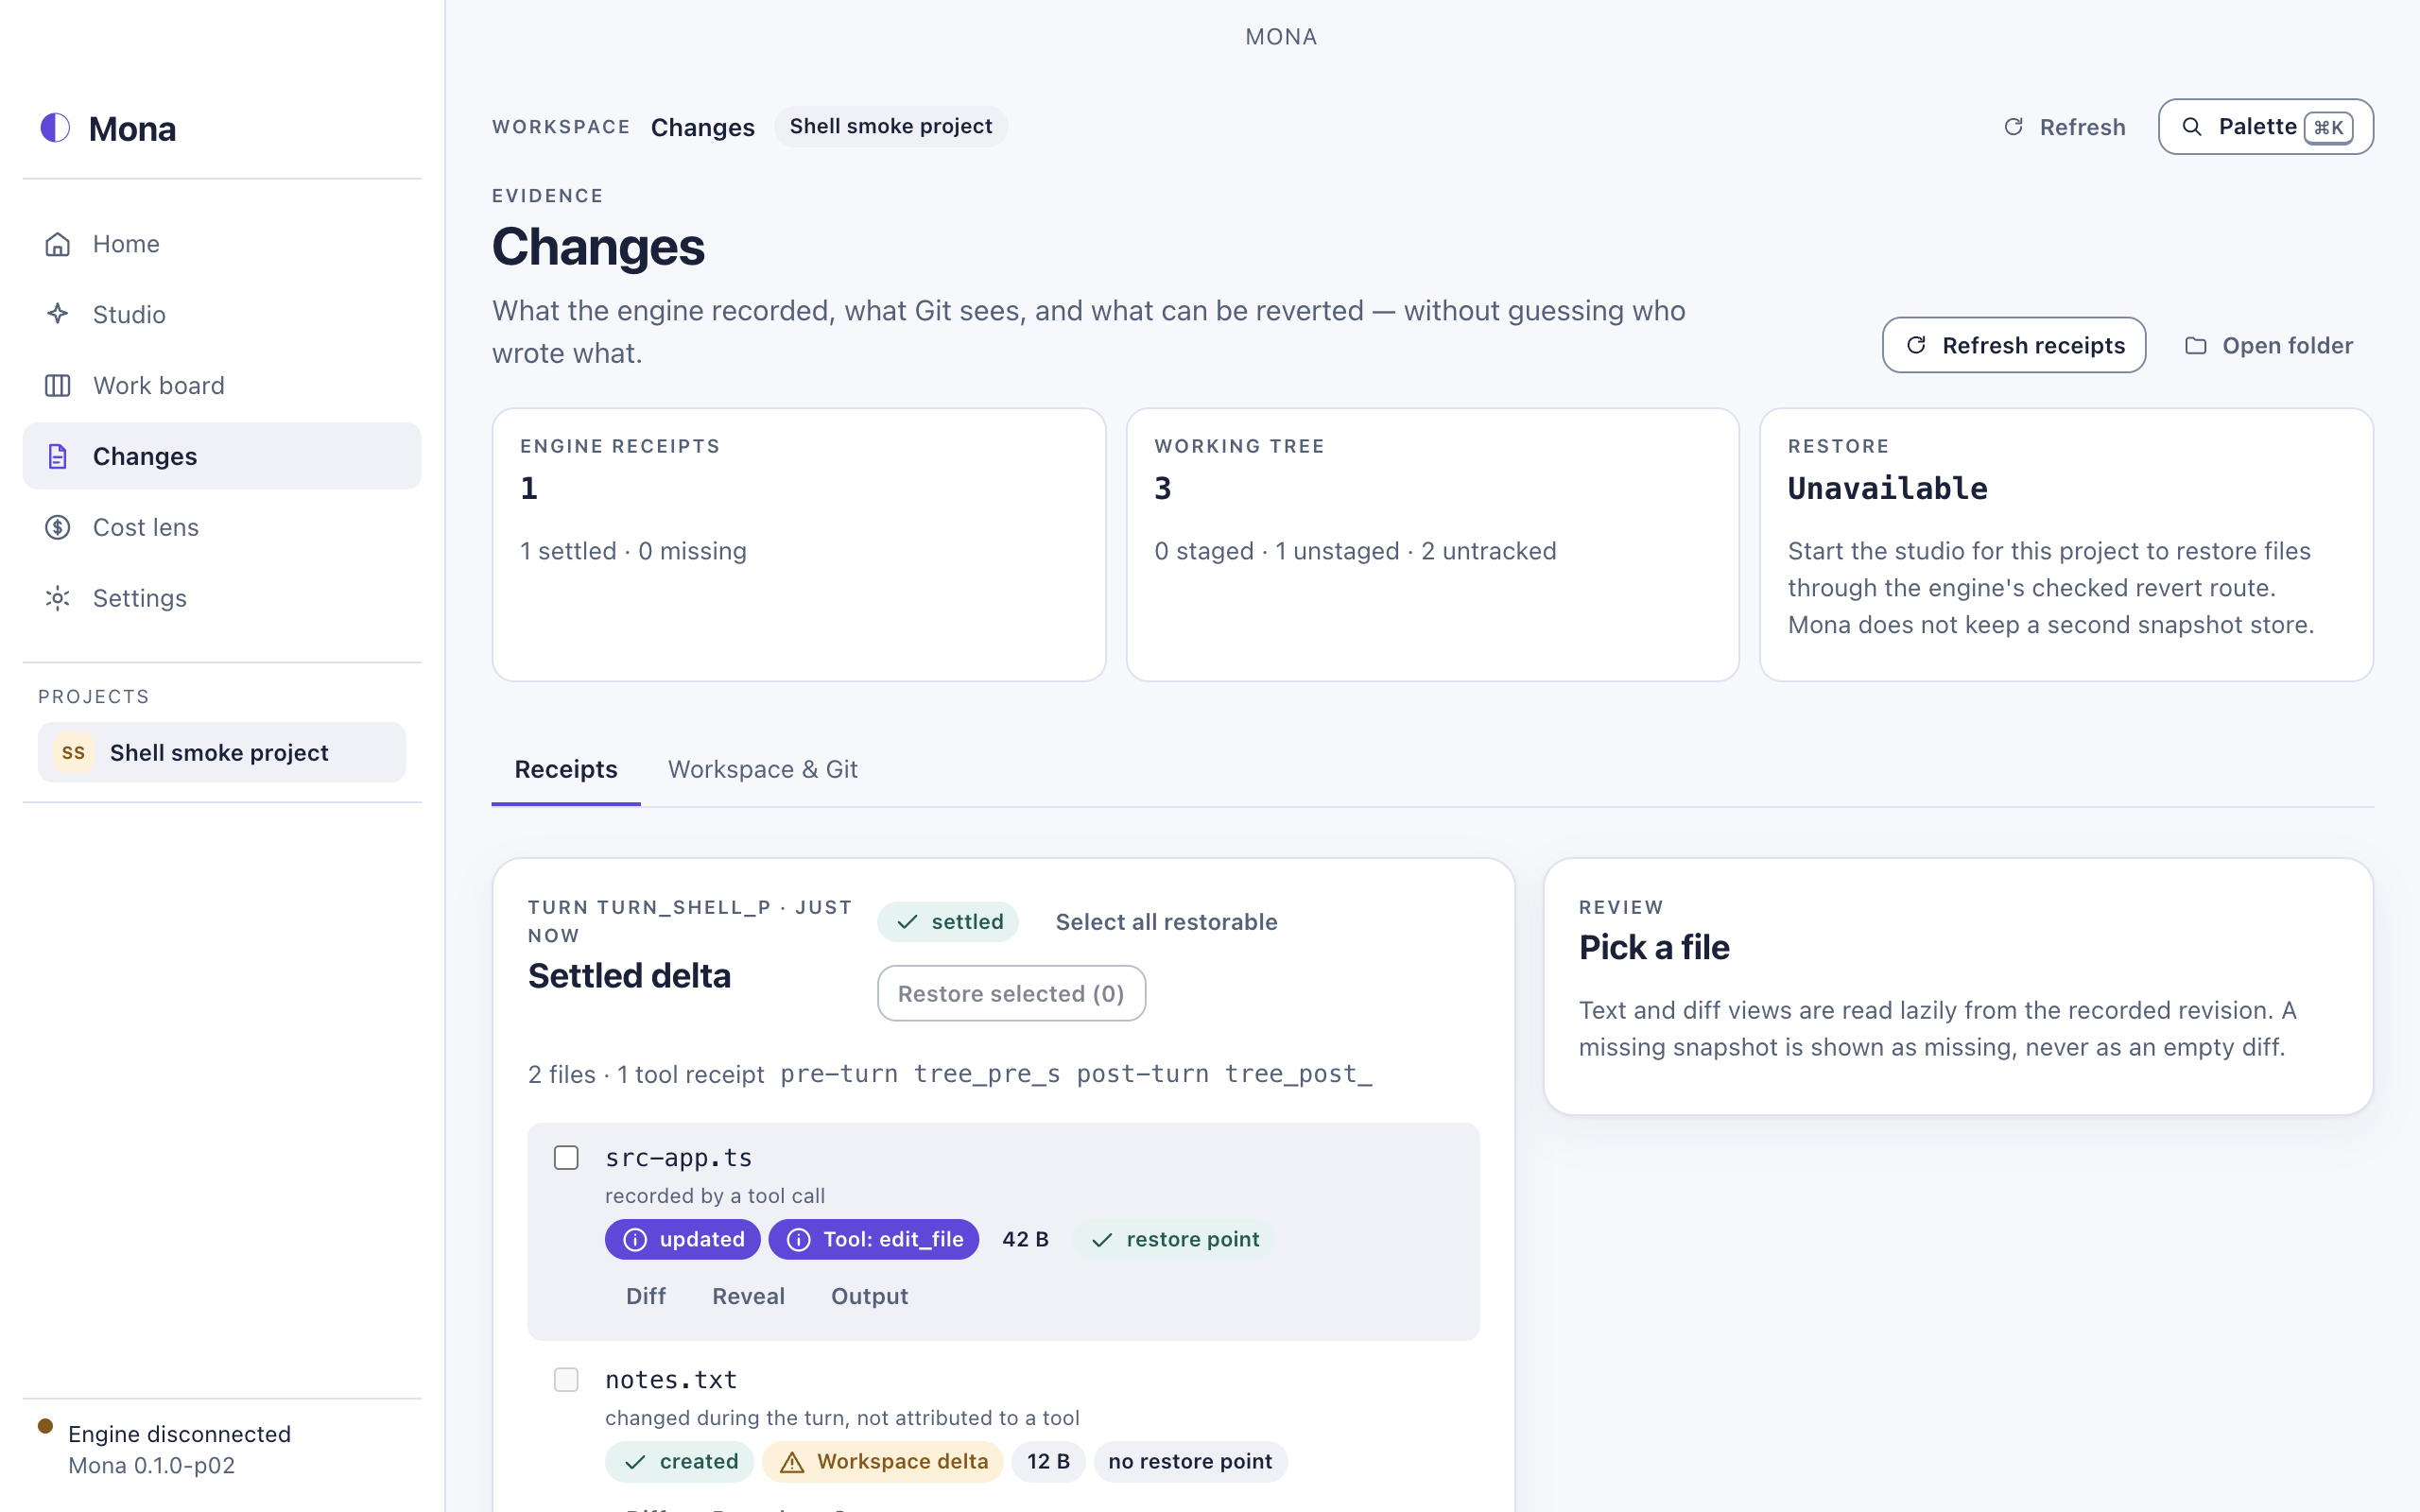 MONA
Mona
Home
Studio
Work board
Changes
Cost lens
Settings
PROJECTS
SS Shell smoke project
Engine disconnected
Mona 0.1.0-p02
WORKSPACE Changes Shell smoke project
Refresh
Palette ⌘K
EVIDENCE
Changes
What the engine recorded, what Git sees, and what can be reverted — without guessing who
wrote what.
Refresh receipts
Open folder
ENGINE RECEIPTS
1
1 settled · 0 missing
WORKING TREE
3
0 staged · 1 unstaged · 2 untracked
RESTORE
Unavailable
Start the studio for this project to restore files
through the engine's checked revert route.
Mona does not keep a second snapshot store.
Receipts
Workspace & Git
TURN TURN_SHELL_P · JUST
NOW
Settled delta
settled
Select all restorable
Restore selected (0)
2 files · 1 tool receipt pre-turn tree_pre_s post-turn tree_post_
src-app.ts
recorded by a tool call
updated Tool: edit_file 42 B restore point
Diff Reveal Output
notes.txt
changed during the turn, not attributed to a tool
created Workspace delta 12 B no restore point
REVIEW
Pick a file
Text and diff views are read lazily from the recorded revision. A
missing snapshot is shown as missing, never as an empty diff.